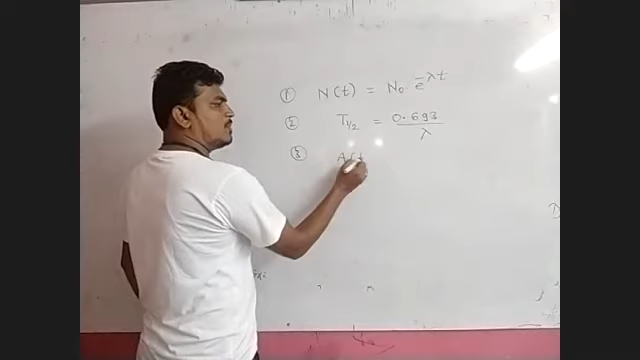 ① N(t) = N₀ e^-λt
② T1/2 = 0.693 / λ
③ A(t